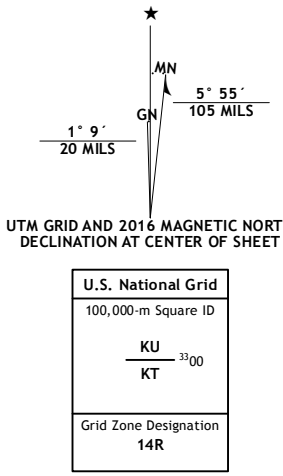 ★
MN
5° 55´
GN
105 MILS
1° 9´
20 MILS
UTM GRID AND 2016 MAGNETIC NORT
DECLINATION AT CENTER OF SHEET
U.S. National Grid
100,000-m Square ID
KU
3300
KT
Grid Zone Designation
14R